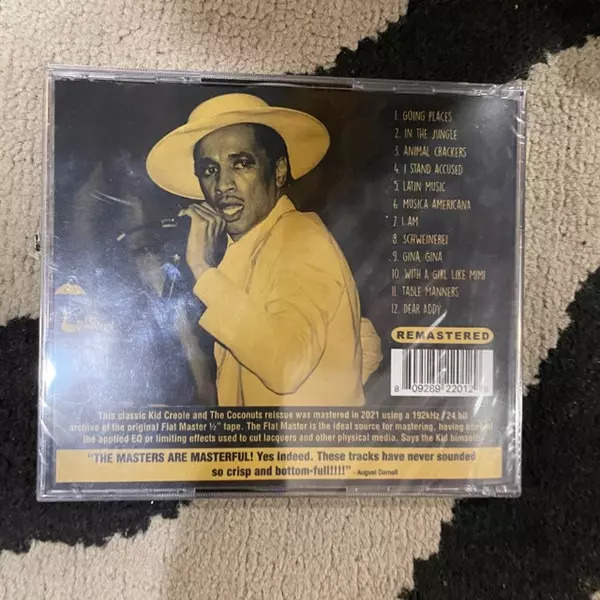 1. GOING PLACES
2. IN THE JUNGLE
3. ANIMAL CRACKERS
4. I STAND ACCUSED
5. LATIN MUSIC
6. MUSICA AMERICANA
7. I AM
8. SCHWEINEREI
9. GINA, GINA
10. WITH A GIRL LIKE MIMI
11. TABLE MANNERS
12. DEAR ADDY
REMASTERED
8 09289 22012
This classic Kid Creole and The Coconuts reissue was mastered in 2021 using a 192kHz / 24 bit
archive of the original Flat Master ½" tape. The Flat Master is the ideal source for mastering, having none of
the applied EQ or limiting effects used to cut lacquers and other physical media. Says the Kid himself
"THE MASTERS ARE MASTERFUL! Yes indeed. These tracks have never sounded
so crisp and bottom-full!!!!" - August Darnell